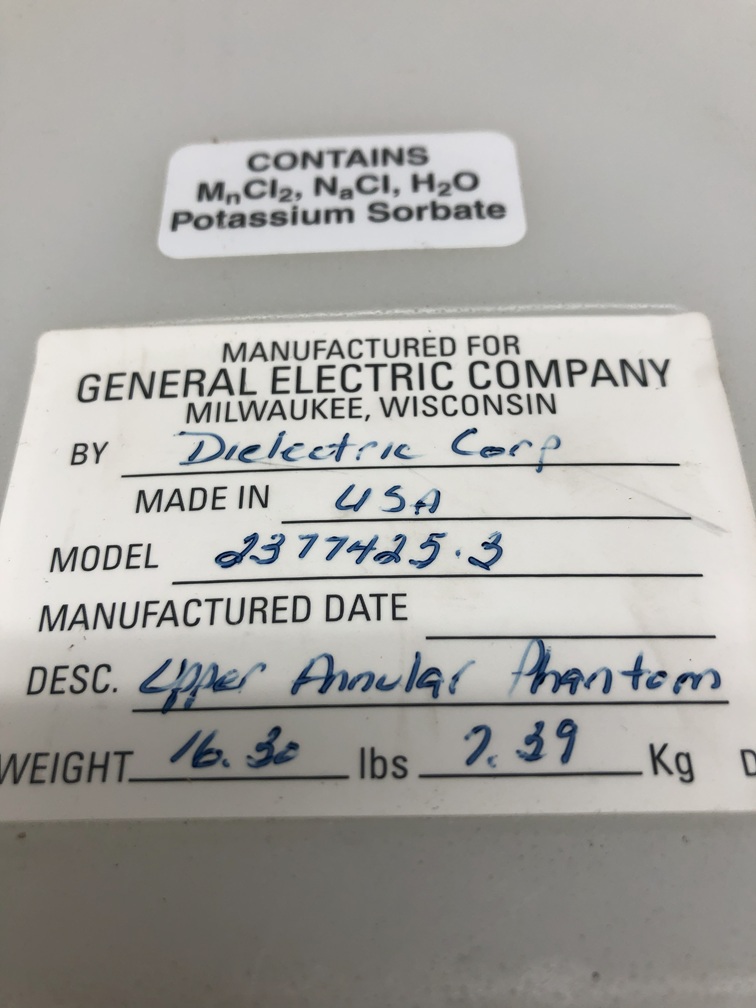 CONTAINS
MnCl2, NaCl, H2O
Potassium Sorbate
MANUFACTURED FOR
GENERAL ELECTRIC COMPANY
MILWAUKEE, WISCONSIN
BY Dielectric Corp
MADE IN USA
MODEL 2377425.3
MANUFACTURED DATE
DESC. Upper Annular Phantom
WEIGHT 16.30 lbs 7.39 Kg D